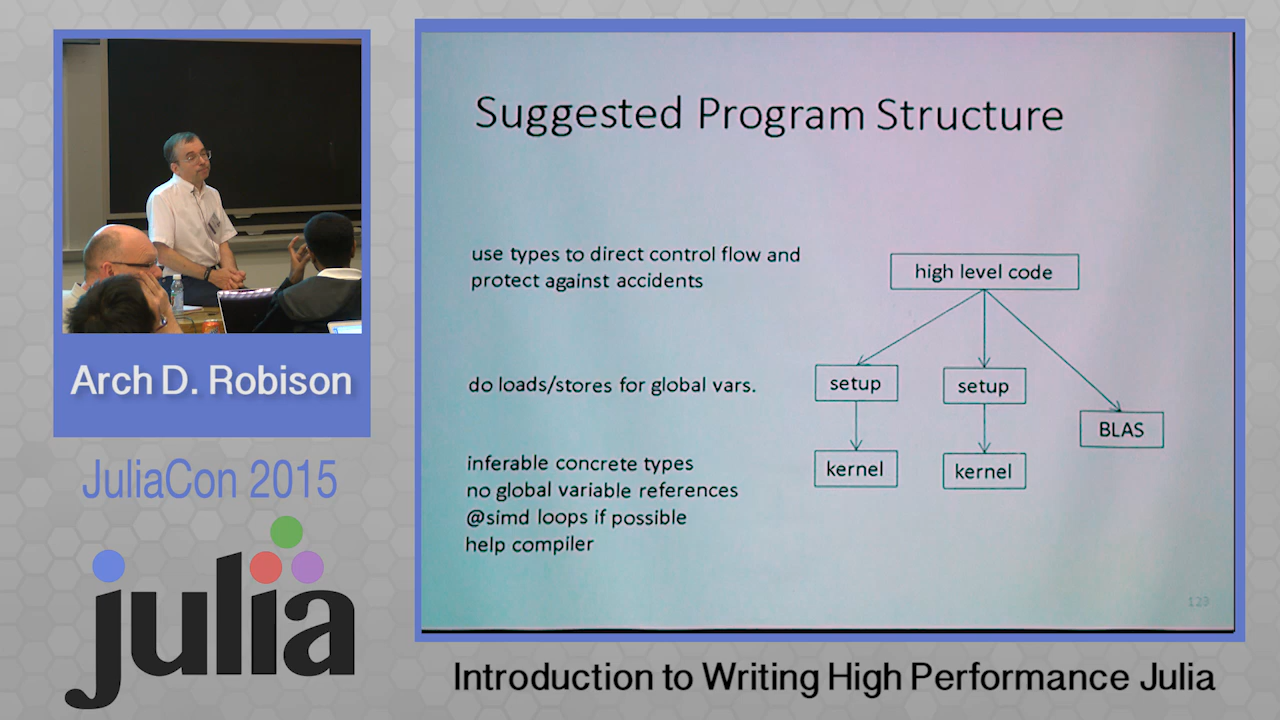 Suggested Program Structure
use types to direct control flow and
protect against accidents
high level code
do loads/stores for global vars.
setup
setup
BLAS
inferable concrete types
no global variable references
@simd loops if possible
help compiler
kernel
kernel
123
Arch D. Robison
JuliaCon 2015
julia
Introduction to Writing High Performance Julia